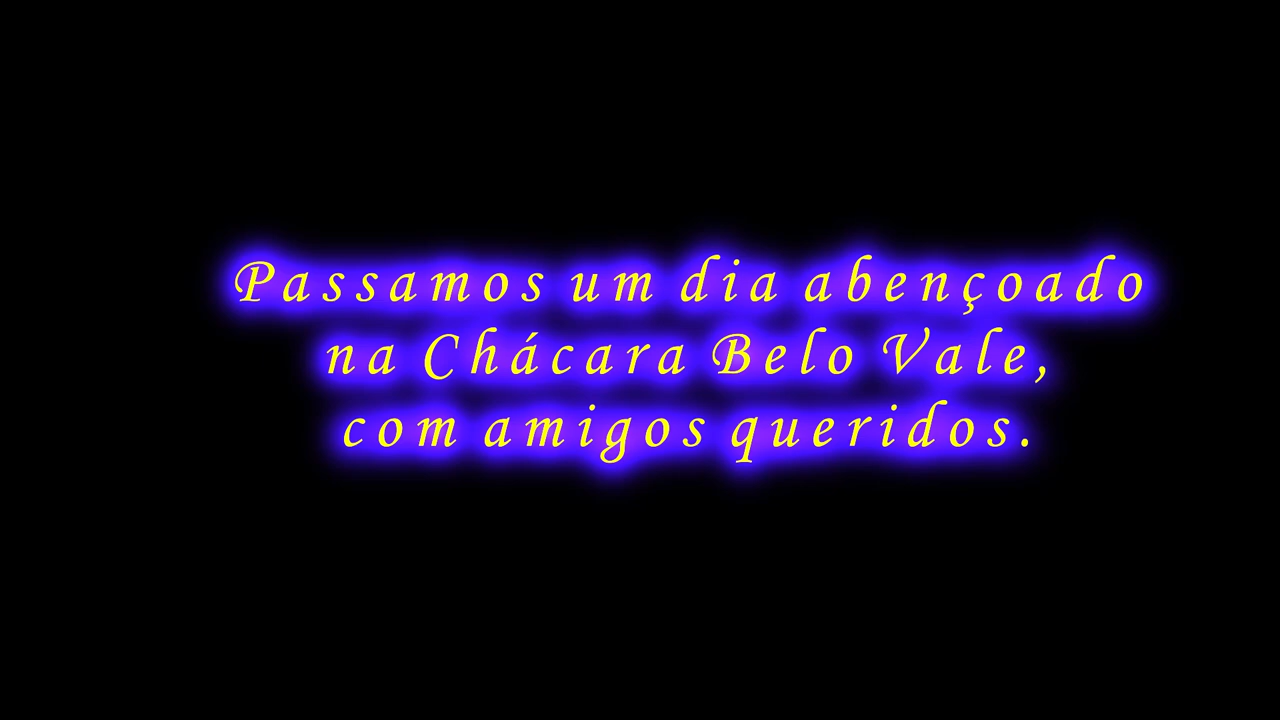 Passamos um dia abençoado
na Chácara Belo Vale,
com amigos queridos.